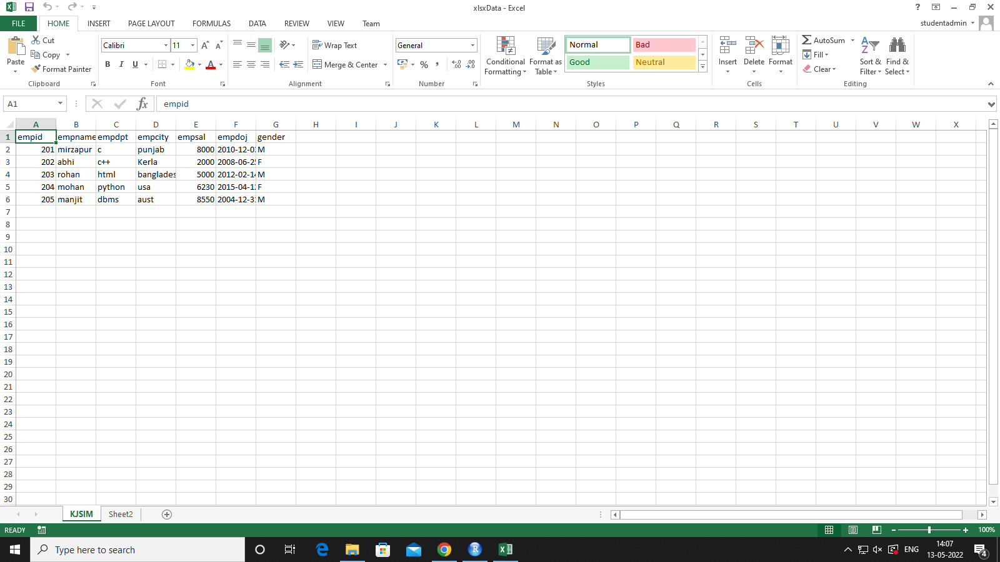 xlsxData - Excel
?
FILE HOME INSERT PAGE LAYOUT FORMULAS DATA REVIEW VIEW Team studentadmin
Paste Cut Copy Format Painter Clipboard
Calibri 11 A A B I U A Font
Wrap Text Merge & Center Alignment
General % , Number
Conditional Formatting Format as Table
Normal Bad Good Neutral Styles
Insert Delete Format Cells
AutoSum Fill Clear Sort & Filter Find & Select Editing
A1 fx empid
A B C D E F G H I J K L M N O P Q R S T U V W X
1 empid empname empdpt empcity empsal empdoj gender
2 201 mirzapur c punjab 8000 2010-12-0 M
3 202 abhi c++ Kerla 2000 2008-06-2 F
4 203 rohan html banglades 5000 2012-02-1 M
5 204 mohan python usa 6230 2015-04-1 F
6 205 manjit dbms aust 8550 2004-12-3 M
7
8
9
10
11
12
13
14
15
16
17
18
19
20
21
22
23
24
25
26
27
28
29
30
KJSIM Sheet2
READY 100%
Type here to search ENG 14:07
13-05-2022 4